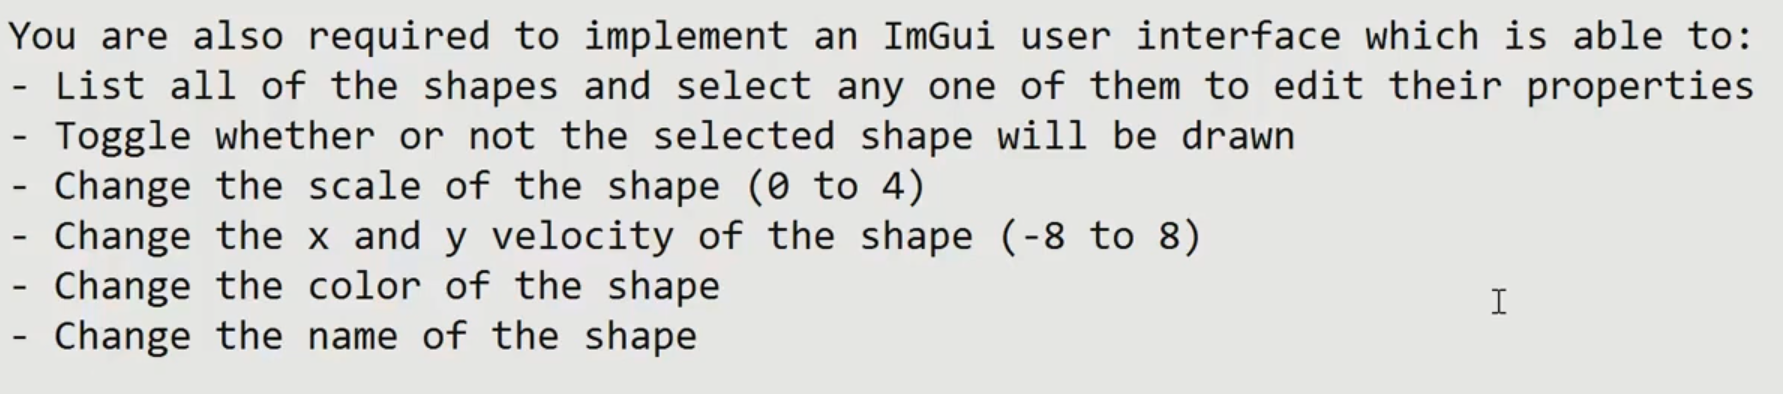 You are also required to implement an ImGui user interface which is able to:
- List all of the shapes and select any one of them to edit their properties
- Toggle whether or not the selected shape will be drawn
- Change the scale of the shape (0 to 4)
- Change the x and y velocity of the shape (-8 to 8)
- Change the color of the shape
- Change the name of the shape